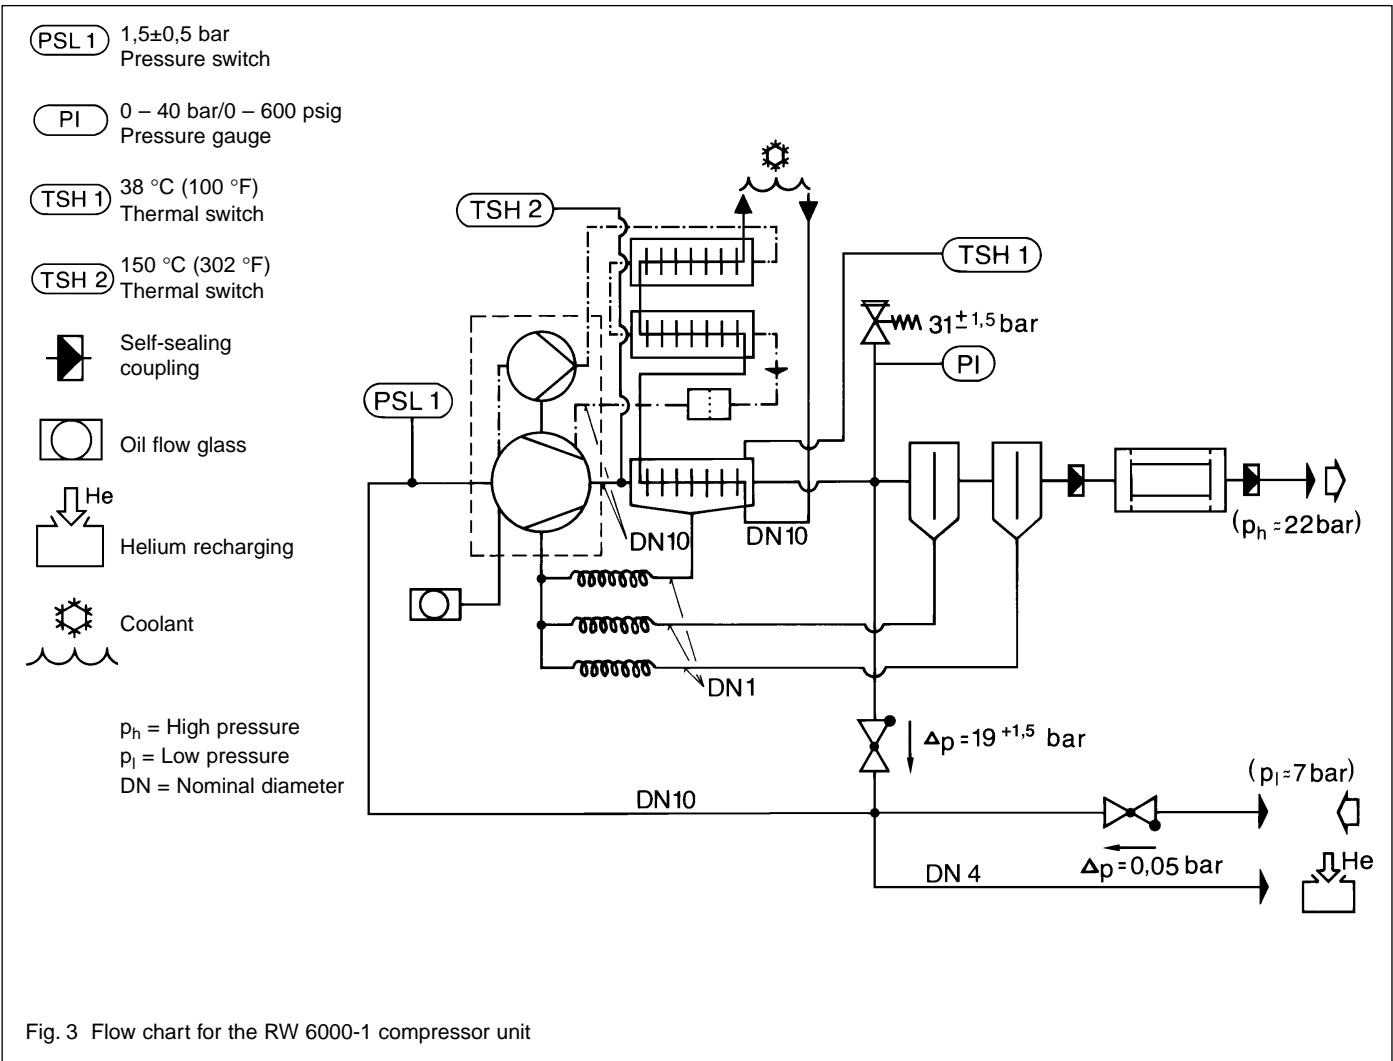 PSL 1
1,5±0,5 bar
Pressure switch
PI
0 – 40 bar/0 – 600 psig
Pressure gauge
TSH 1
38 °C (100 °F)
Thermal switch
TSH 2
150 °C (302 °F)
Thermal switch
Self-sealing
coupling
Oil flow glass
He
Helium recharging
Coolant
p_h = High pressure
p_l = Low pressure
DN = Nominal diameter
TSH 2
TSH 1
31 ± 1,5 bar
PI
PSL 1
(p_h ≈ 22 bar)
DN10
DN10
DN1
Δp = 19 +1,5 bar
(p_l ≈ 7 bar)
DN10
Δp = 0,05 bar
DN 4
He
Fig. 3 Flow chart for the RW 6000-1 compressor unit